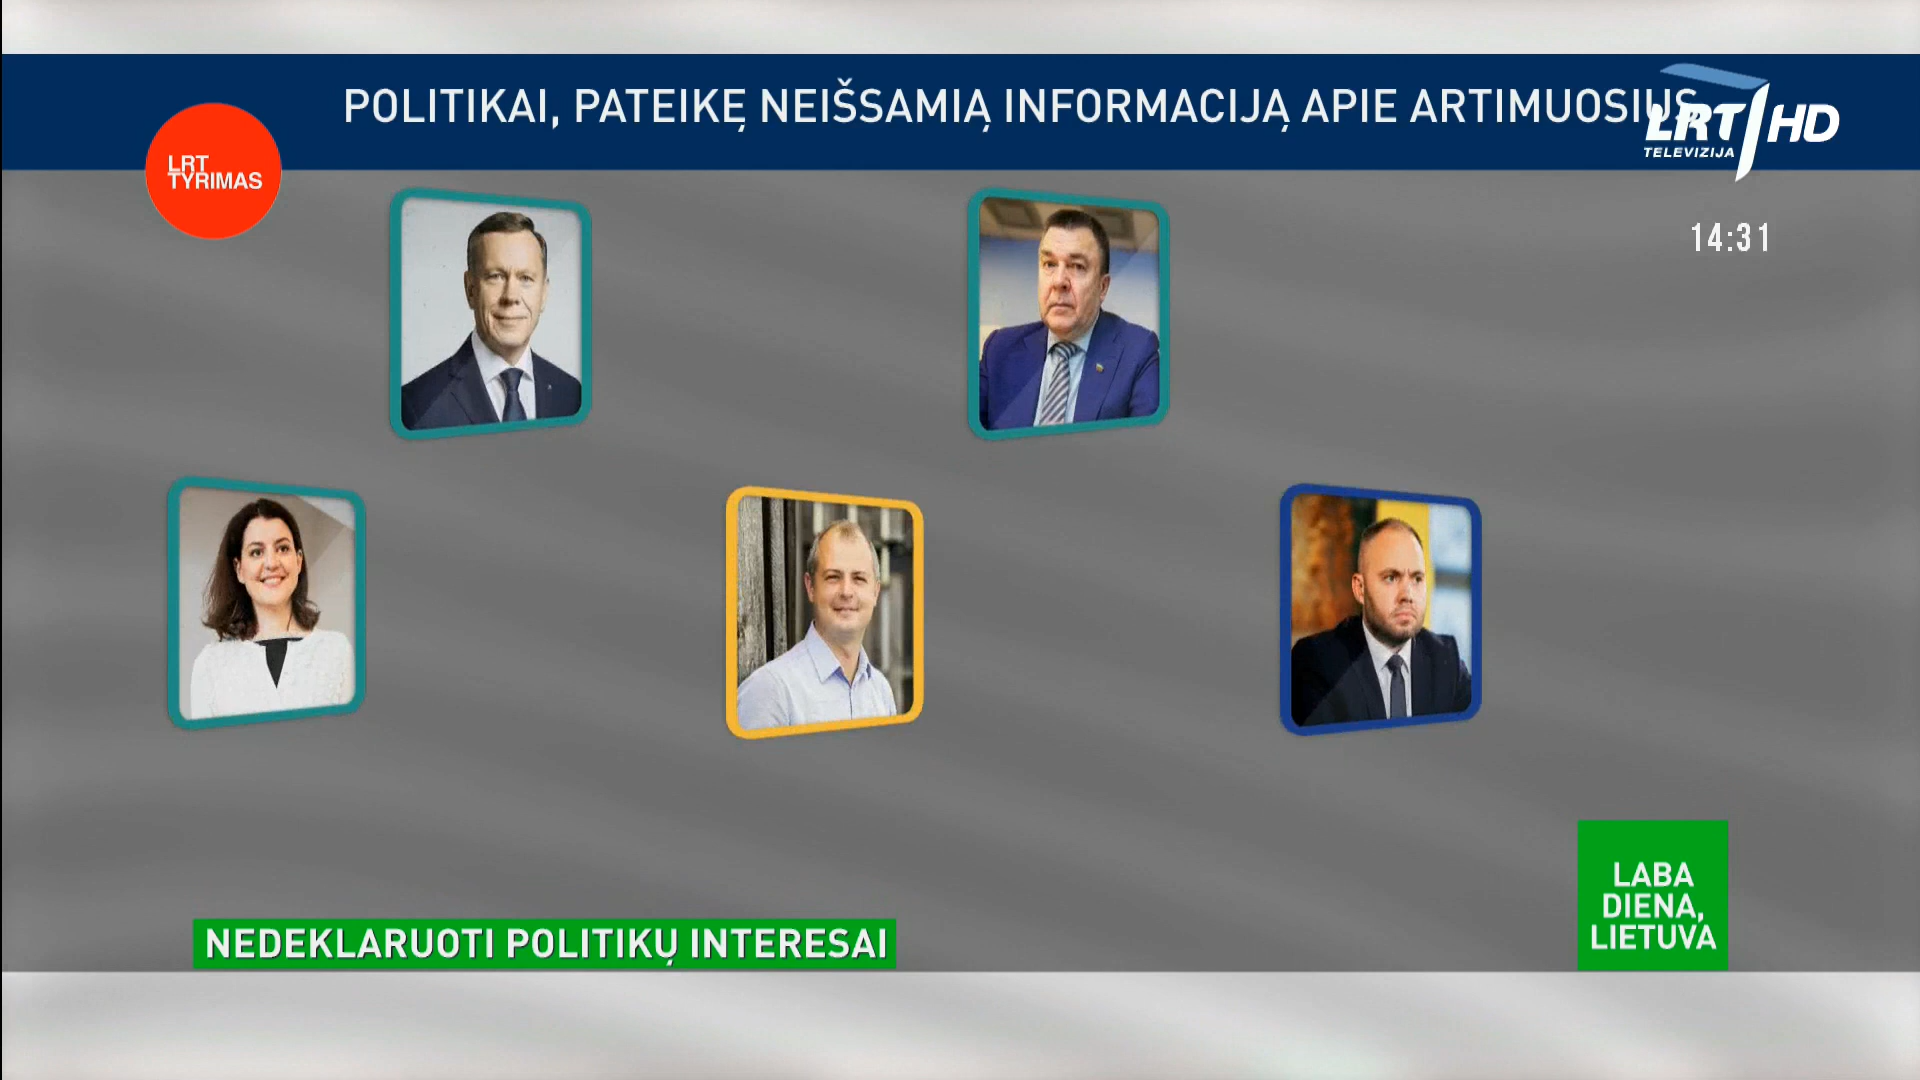 POLITIKAI, PATEIKĘ NEIŠSAMIĄ INFORMACIJĄ APIE ARTIMUOSIUS
LRT HD
TELEVIZIJA
LRT
TYRIMAS
14:31
LABA
DIENA,
LIETUVA
NEDEKLARUOTI POLITIKŲ INTERESAI